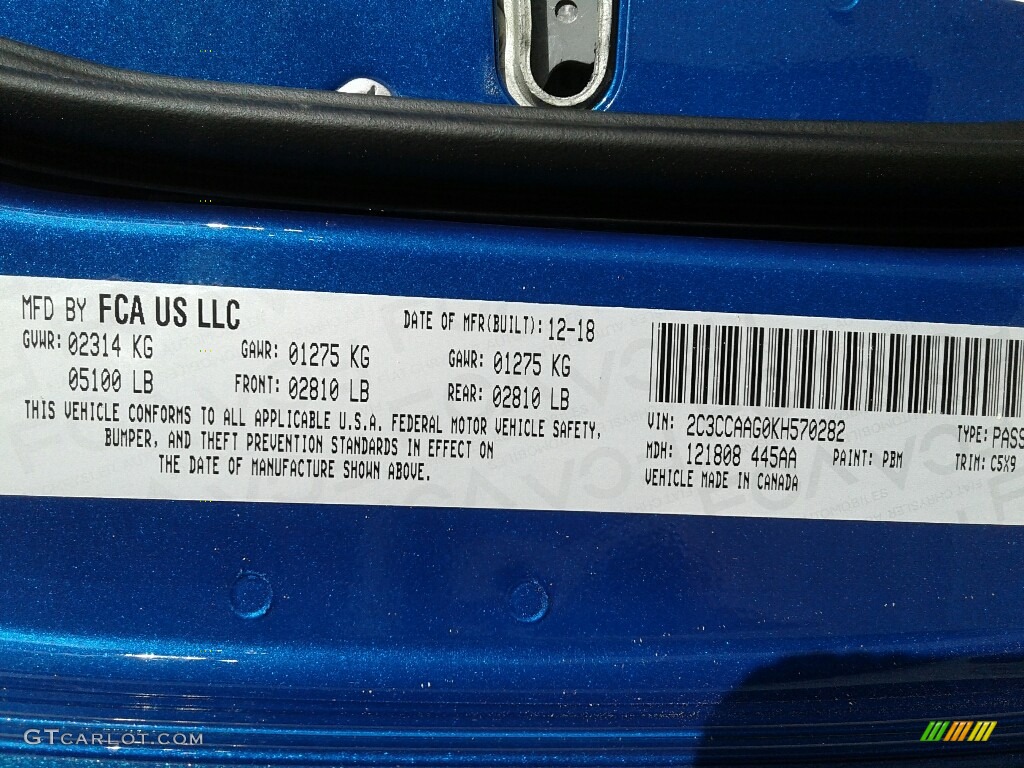 MFD BY FCA US LLC
DATE OF MFR(BUILT): 12-18
GVWR: 02314 KG GAWR: 01275 KG GAWR: 01275 KG
05100 LB FRONT: 02810 LB REAR: 02810 LB
THIS VEHICLE CONFORMS TO ALL APPLICABLE U.S.A. FEDERAL MOTOR VEHICLE SAFETY,
BUMPER, AND THEFT PREVENTION STANDARDS IN EFFECT ON
THE DATE OF MANUFACTURE SHOWN ABOVE.
VIN: 2C3CCAAG0KH570282 TYPE: PASS
MDH: 121808 445AA PAINT: PBM TRIM: C5X9
VEHICLE MADE IN CANADA
GTCARLOT.COM